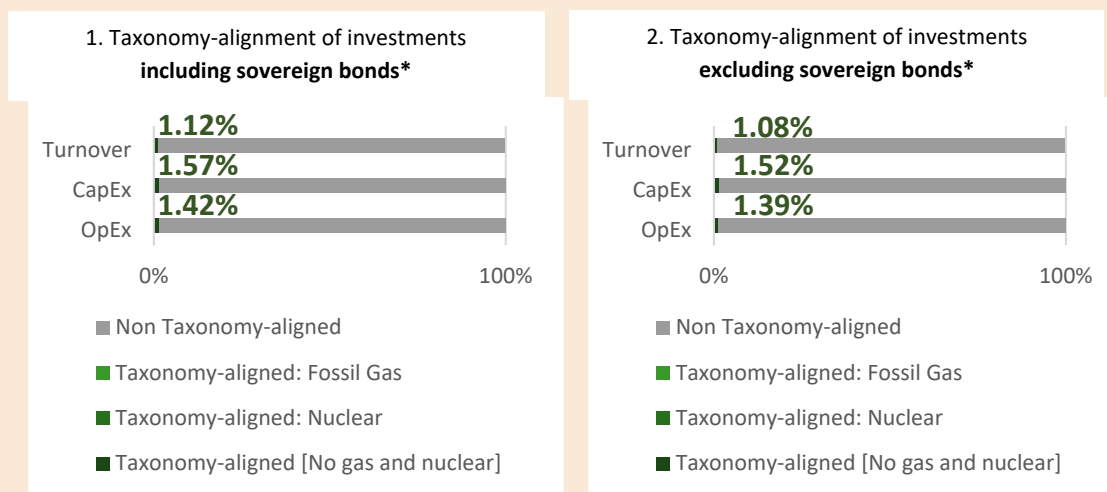 1. Taxonomy-alignment of investments
including sovereign bonds*
1.12%
Turnover
1.57%
CapEx
1.42%
OpEx
0%
100%
Non Taxonomy-aligned
Taxonomy-aligned: Fossil Gas
Taxonomy-aligned: Nuclear
Taxonomy-aligned [No gas and nuclear]
2. Taxonomy-alignment of investments
excluding sovereign bonds*
1.08%
Turnover
1.52%
CapEx
1.39%
OpEx
0%
100%
Non Taxonomy-aligned
Taxonomy-aligned: Fossil Gas
Taxonomy-aligned: Nuclear
Taxonomy-aligned [No gas and nuclear]